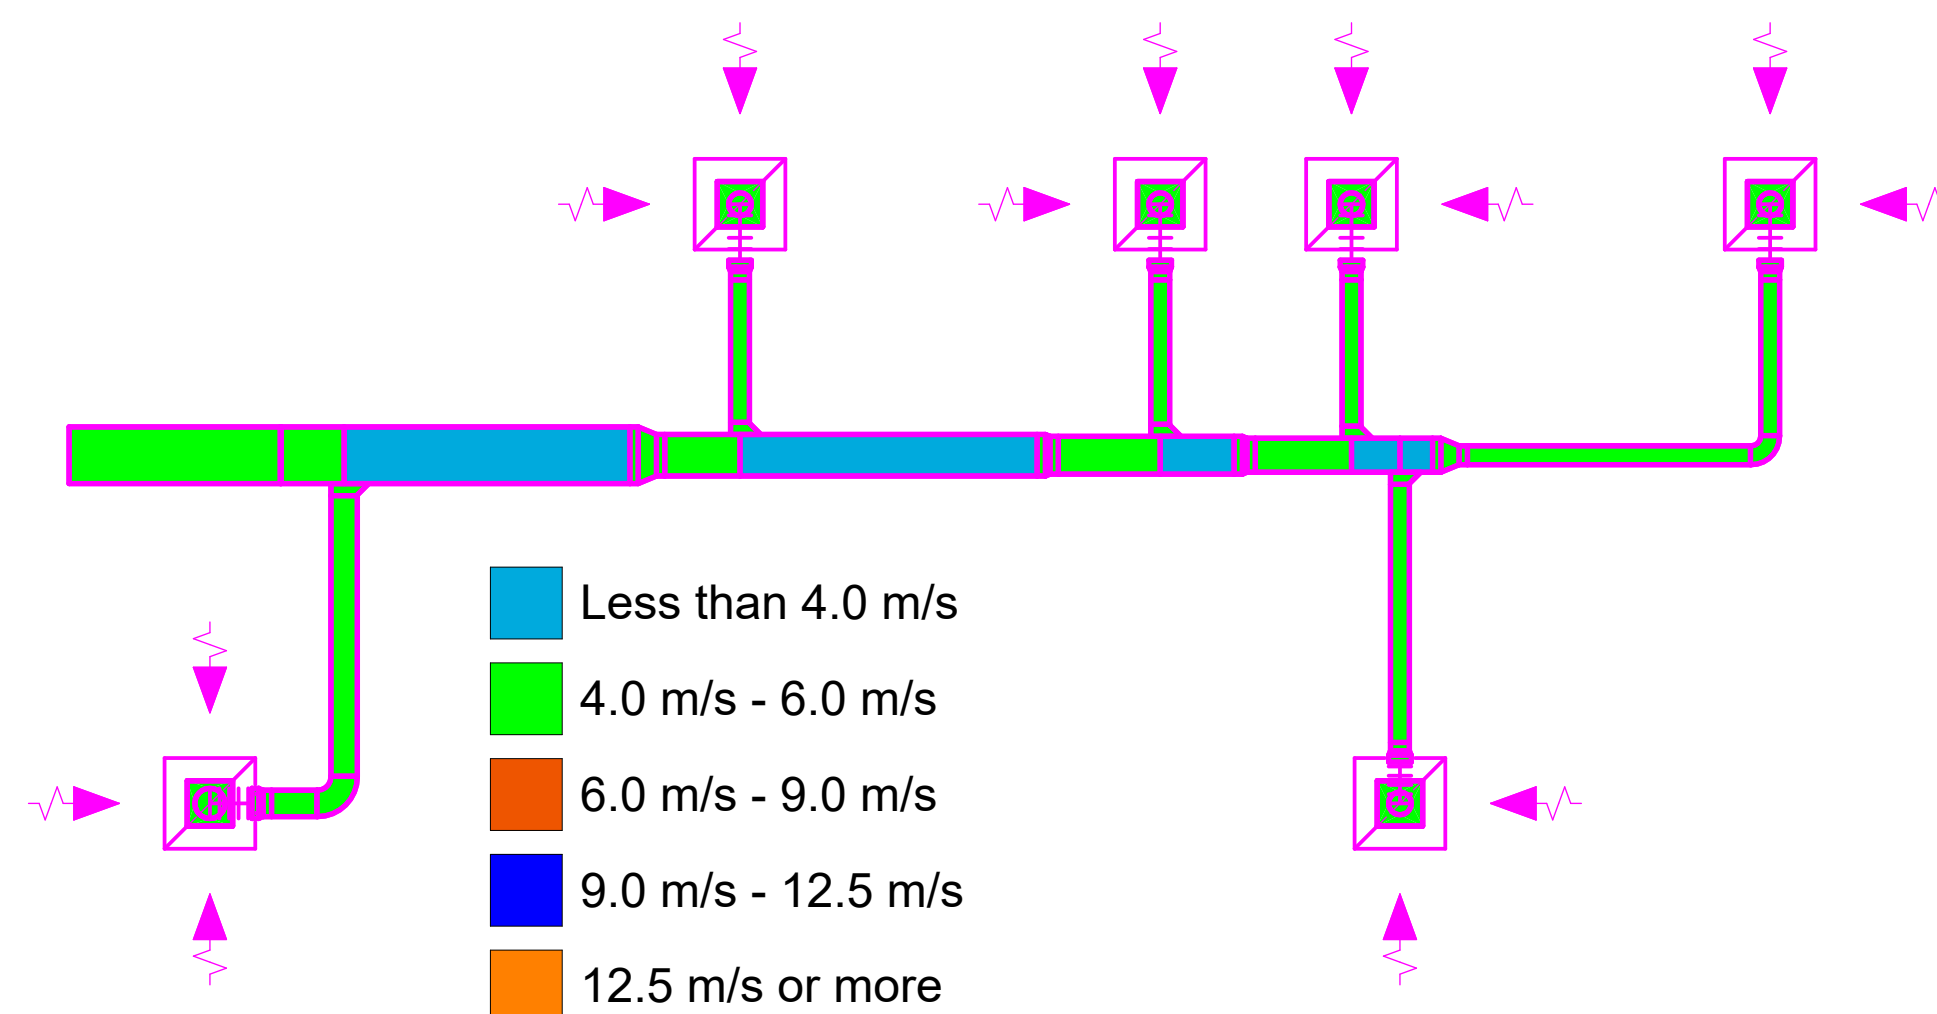 Less than 4.0 m/s
4.0 m/s - 6.0 m/s
6.0 m/s - 9.0 m/s
9.0 m/s - 12.5 m/s
12.5 m/s or more